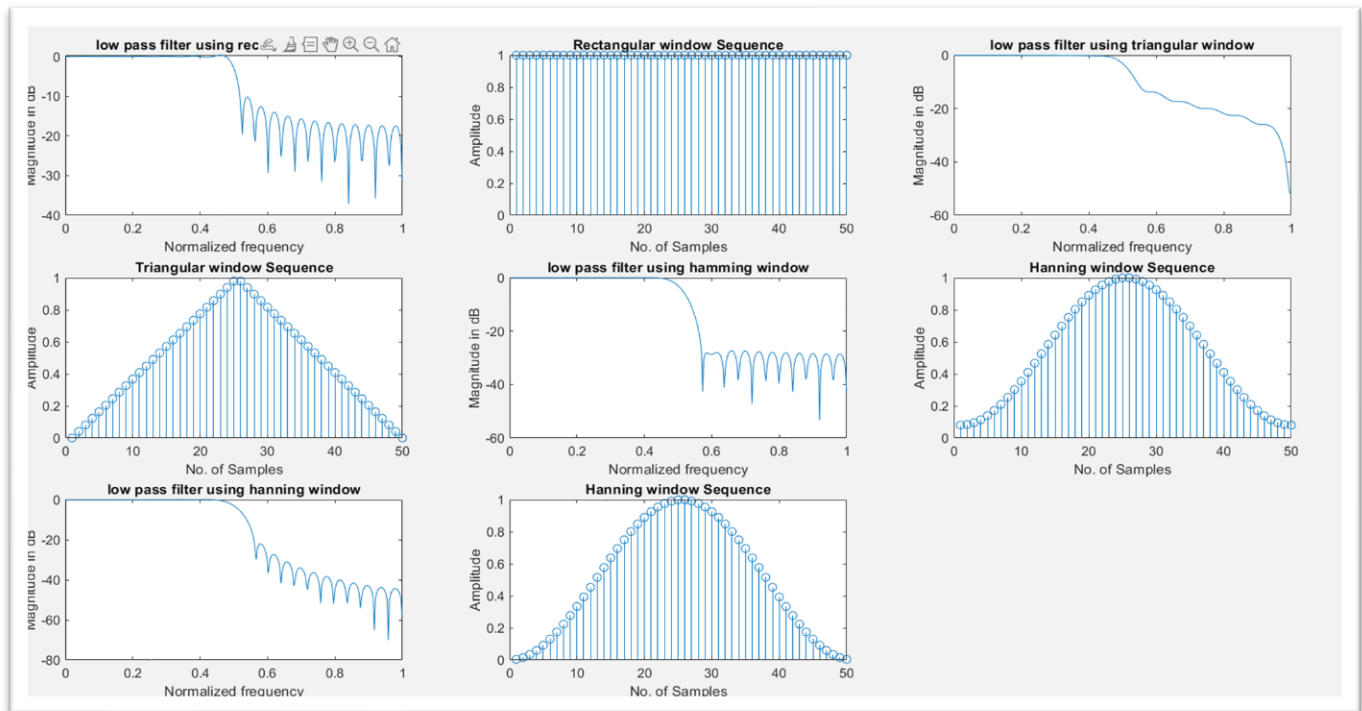 low pass filter using rec
0
-10
-20
-30
-40
Magnitude in dB
0 0.2 0.4 0.6 0.8 1
Normalized frequency
Rectangular window Sequence
1
0.8
0.6
0.4
0.2
0
Amplitude
0 10 20 30 40 50
No. of Samples
low pass filter using triangular window
0
-20
-40
-60
Magnitude in dB
0 0.2 0.4 0.6 0.8 1
Normalized frequency
Triangular window Sequence
1
0.8
0.6
0.4
0.2
0
Amplitude
0 10 20 30 40 50
No. of Samples
low pass filter using hamming window
0
-20
-40
-60
Magnitude in dB
0 0.2 0.4 0.6 0.8 1
Normalized frequency
Hanning window Sequence
1
0.8
0.6
0.4
0.2
0
Amplitude
0 10 20 30 40 50
No. of Samples
low pass filter using hanning window
0
-20
-40
-60
-80
Magnitude in dB
0 0.2 0.4 0.6 0.8 1
Normalized frequency
Hanning window Sequence
1
0.8
0.6
0.4
0.2
0
Amplitude
0 10 20 30 40 50
No. of Samples